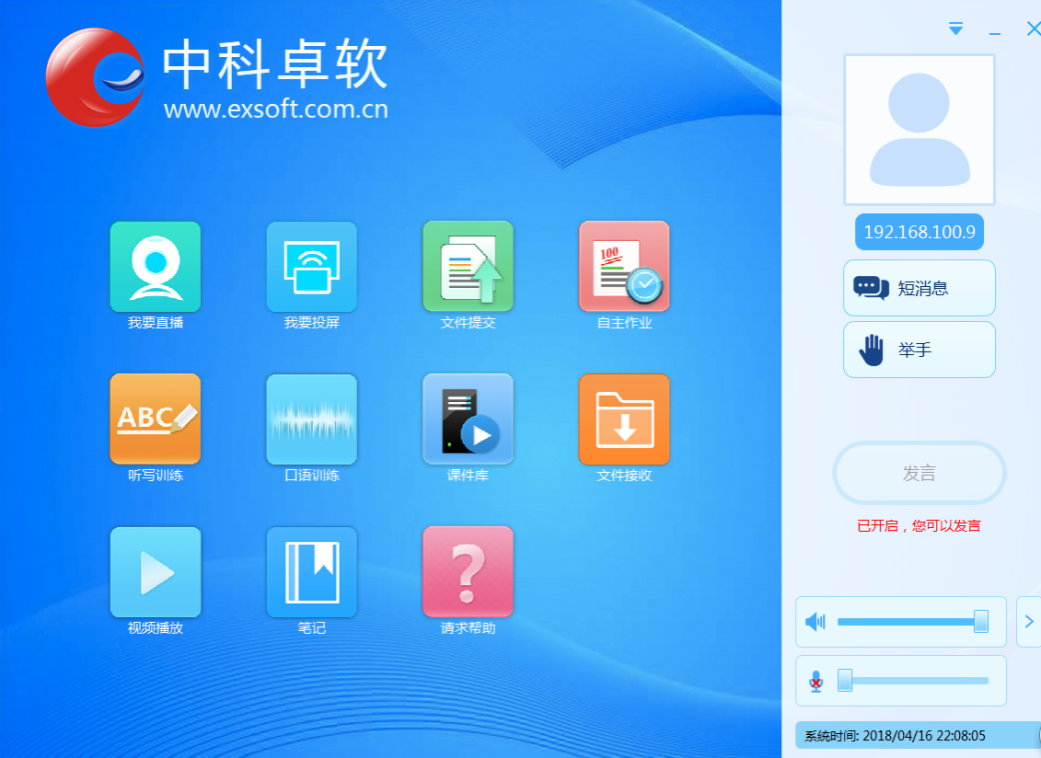 中科卓软
www.exsoft.com.cn
我要直播
我要投屏
文件提交
100
自主作业
ABC
听写训练
口语训练
课件库
文件接收
视频播放
笔记
?
请求帮助
192.168.100.9
短消息
举手
发言
已开启，您可以发言
系统时间: 2018/04/16 22:08:05